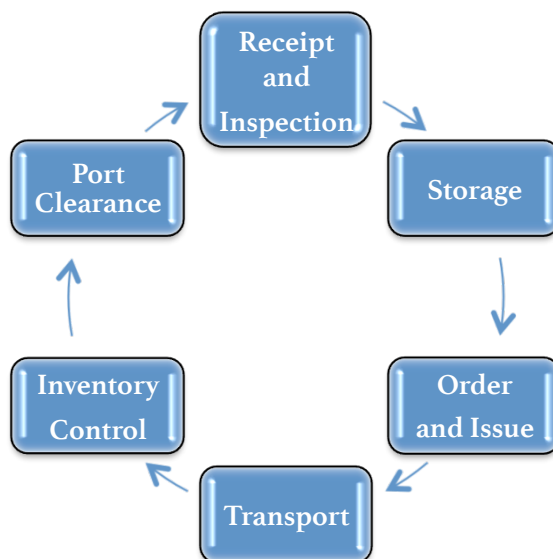 Receipt
and
Inspection
Port
Clearance
Storage
Inventory
Control
Order
and Issue
Transport